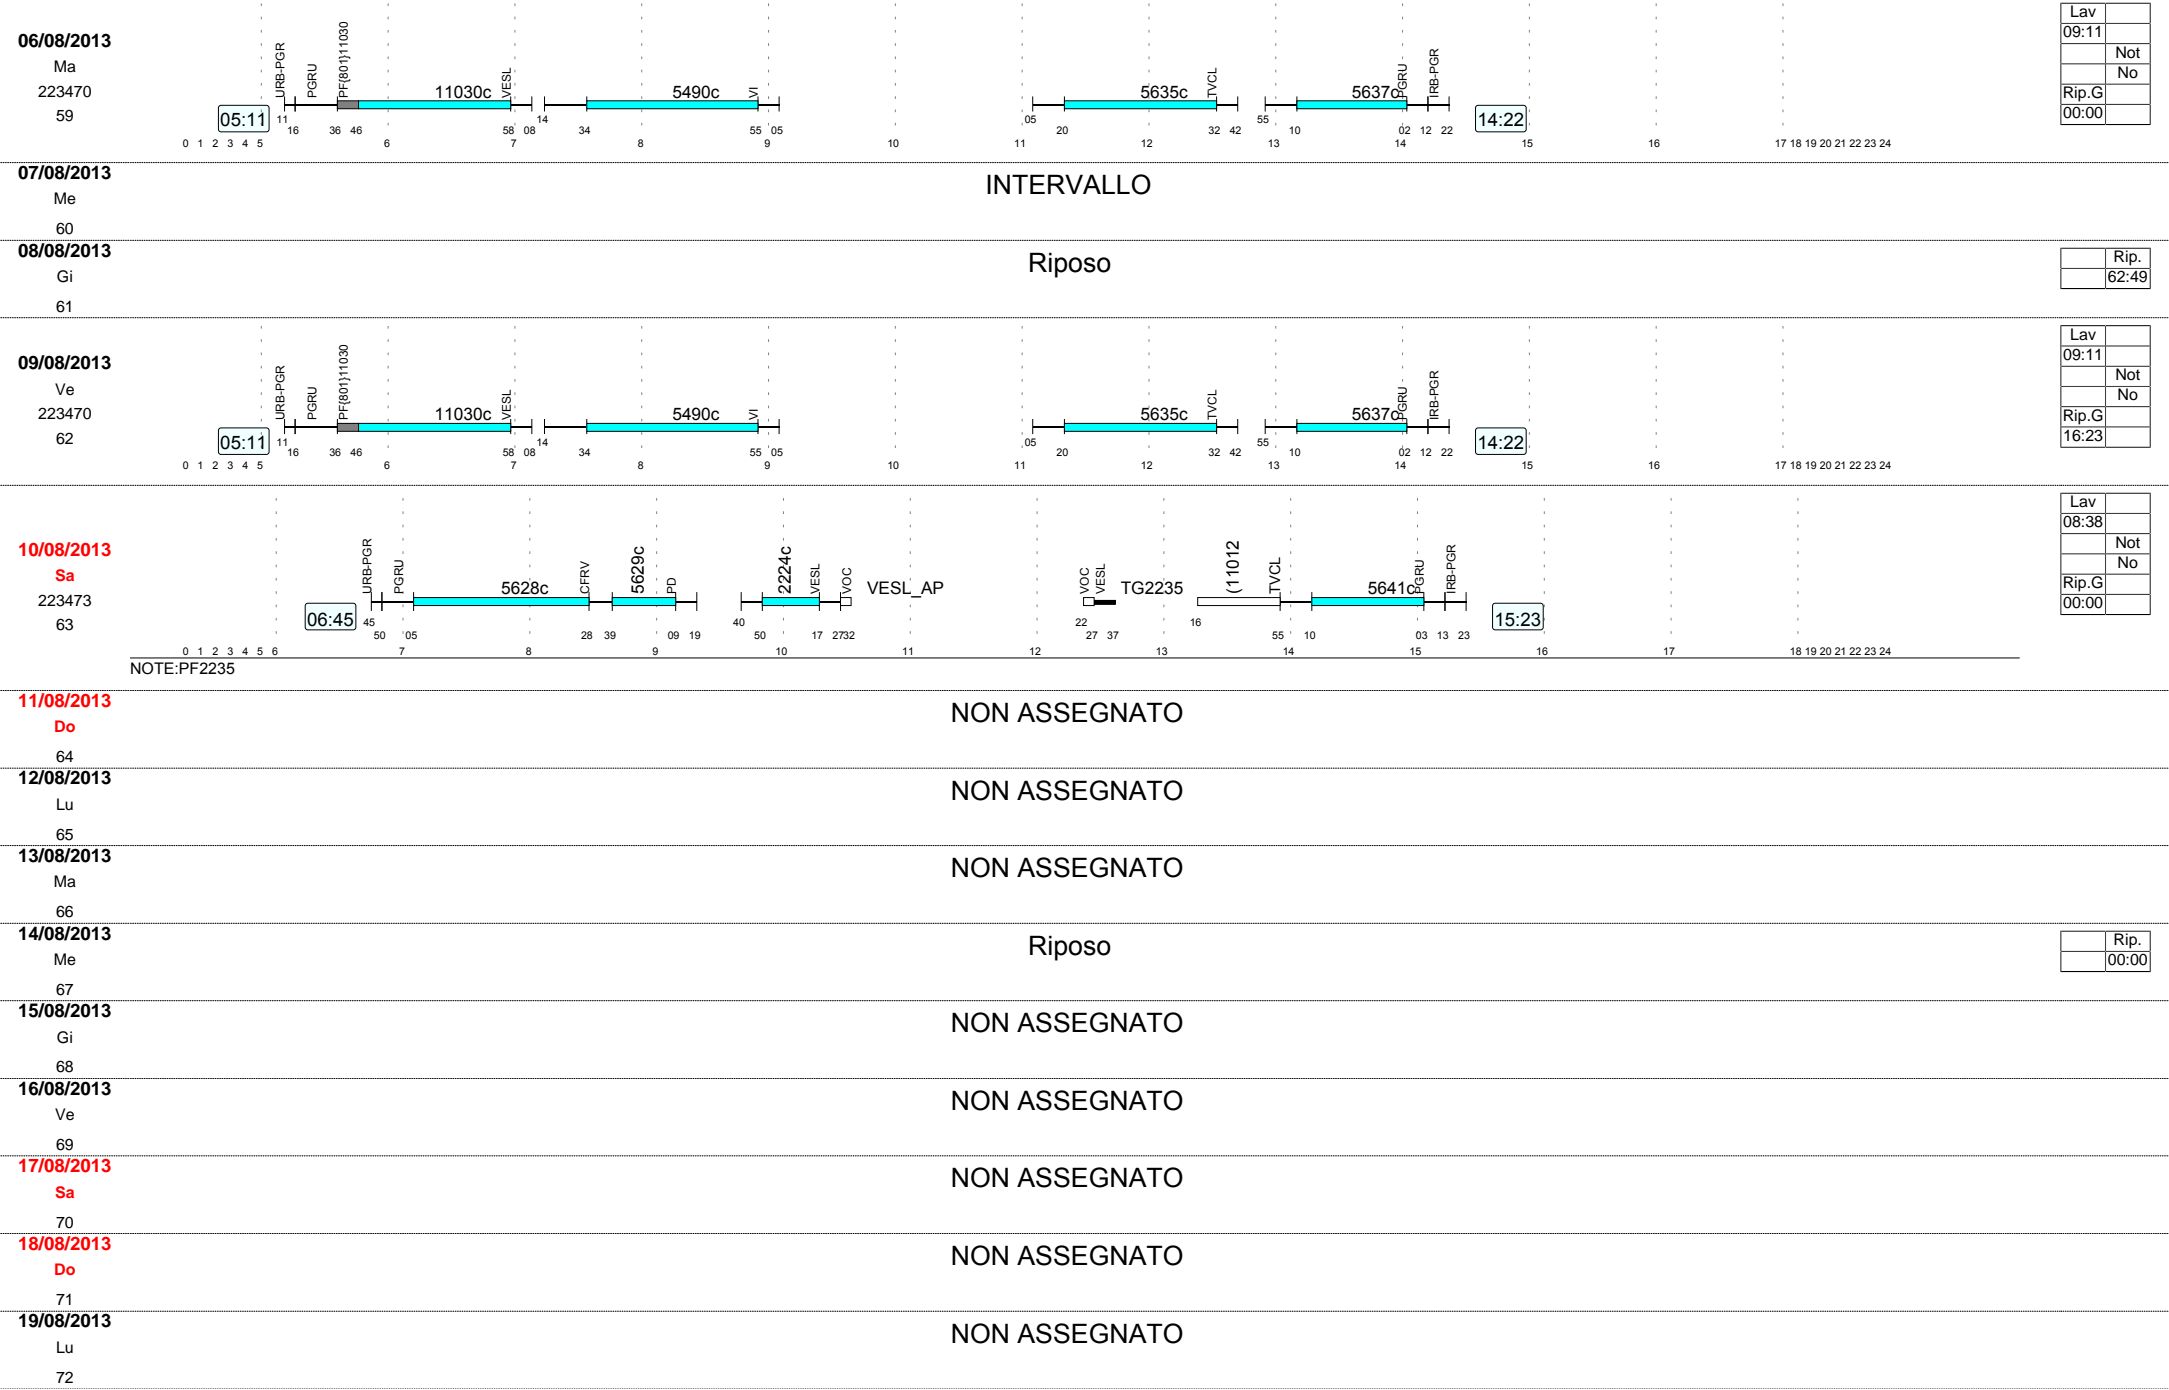 06/08/2013
Ma
223470
59
05:11
URB-PGR
PGRU
PF{801}11030
11030c
VESL
5490c
VI
5635c
TVCL
5637c
PGRU
IRB-PGR
14:22
11 16 36 46 58 08 14 34 55 05 05 20 32 42 55 10 02 12 22
0 1 2 3 4 5 6 7 8 9 10 11 12 13 14 15 16 17 18 19 20 21 22 23 24
Lav
09:11
Not
No
Rip.G
00:00
07/08/2013
Me
60
INTERVALLO
08/08/2013
Gi
61
Riposo
Rip.
62:49
09/08/2013
Ve
223470
62
05:11
URB-PGR
PGRU
PF{801}11030
11030c
VESL
5490c
VI
5635c
TVCL
5637c
PGRU
IRB-PGR
14:22
11 16 36 46 58 08 14 34 55 05 05 20 32 42 55 10 02 12 22
0 1 2 3 4 5 6 7 8 9 10 11 12 13 14 15 16 17 18 19 20 21 22 23 24
Lav
09:11
Not
No
Rip.G
16:23
10/08/2013
Sa
223473
63
06:45
URB-PGR
PGRU
5628c
CFRV
5629c
PD
2224c
VESL
VOC
VESL_AP
VOC
VESL
TG2235
(11012
TVCL
5641c
PGRU
IRB-PGR
15:23
45 50 05 28 39 09 19 40 50 17 27 32 22 27 37 16 55 10 03 13 23
0 1 2 3 4 5 6 7 8 9 10 11 12 13 14 15 16 17 18 19 20 21 22 23 24
NOTE:PF2235
Lav
08:38
Not
No
Rip.G
00:00
11/08/2013
Do
64
NON ASSEGNATO
12/08/2013
Lu
65
NON ASSEGNATO
13/08/2013
Ma
66
NON ASSEGNATO
14/08/2013
Me
67
Riposo
Rip.
00:00
15/08/2013
Gi
68
NON ASSEGNATO
16/08/2013
Ve
69
NON ASSEGNATO
17/08/2013
Sa
70
NON ASSEGNATO
18/08/2013
Do
71
NON ASSEGNATO
19/08/2013
Lu
72
NON ASSEGNATO